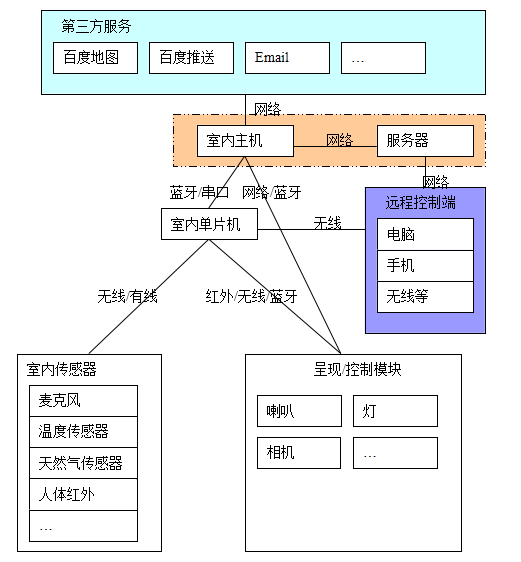 第三方服务
百度地图
百度推送
Email
…
网络
室内主机
网络
服务器
网络
蓝牙/串口
网络/蓝牙
远程控制端
室内单片机
无线
电脑
手机
无线等
无线/有线
红外/无线/蓝牙
室内传感器
麦克风
温度传感器
天然气传感器
人体红外
…
呈现/控制模块
喇叭
灯
相机
…